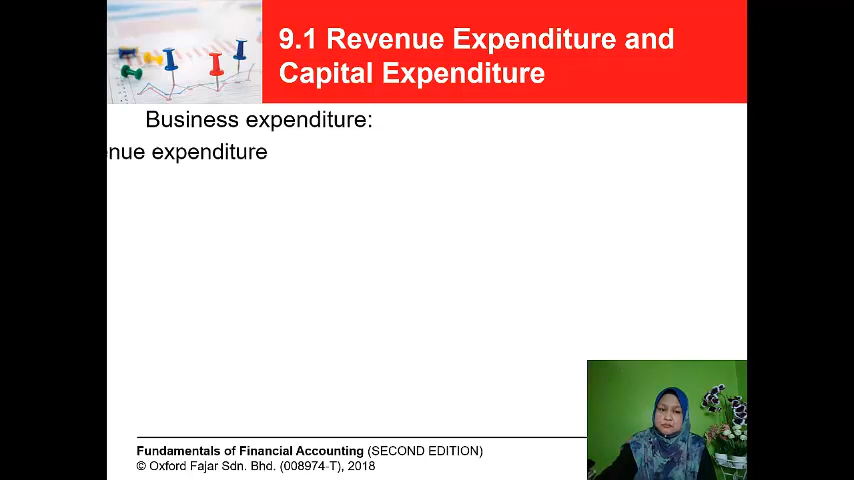 9.1 Revenue Expenditure and
Capital Expenditure
Business expenditure:
nue expenditure
Fundamentals of Financial Accounting (SECOND EDITION)
© Oxford Fajar Sdn. Bhd. (008974-T), 2018